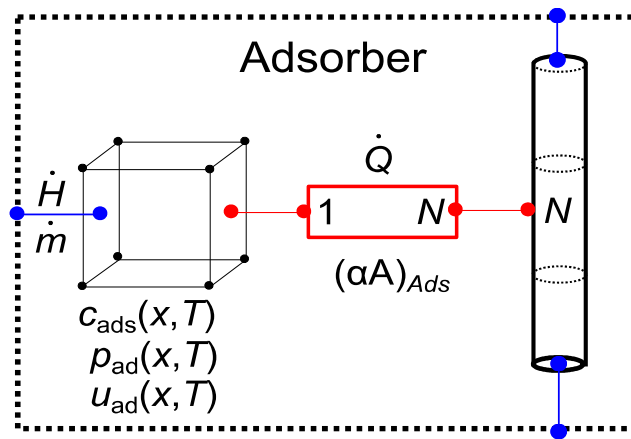 Adsorber
Q̇
Ḣ
ṁ
1 N
N
(αA)Ads
cads(x,T)
pad(x,T)
uad(x,T)